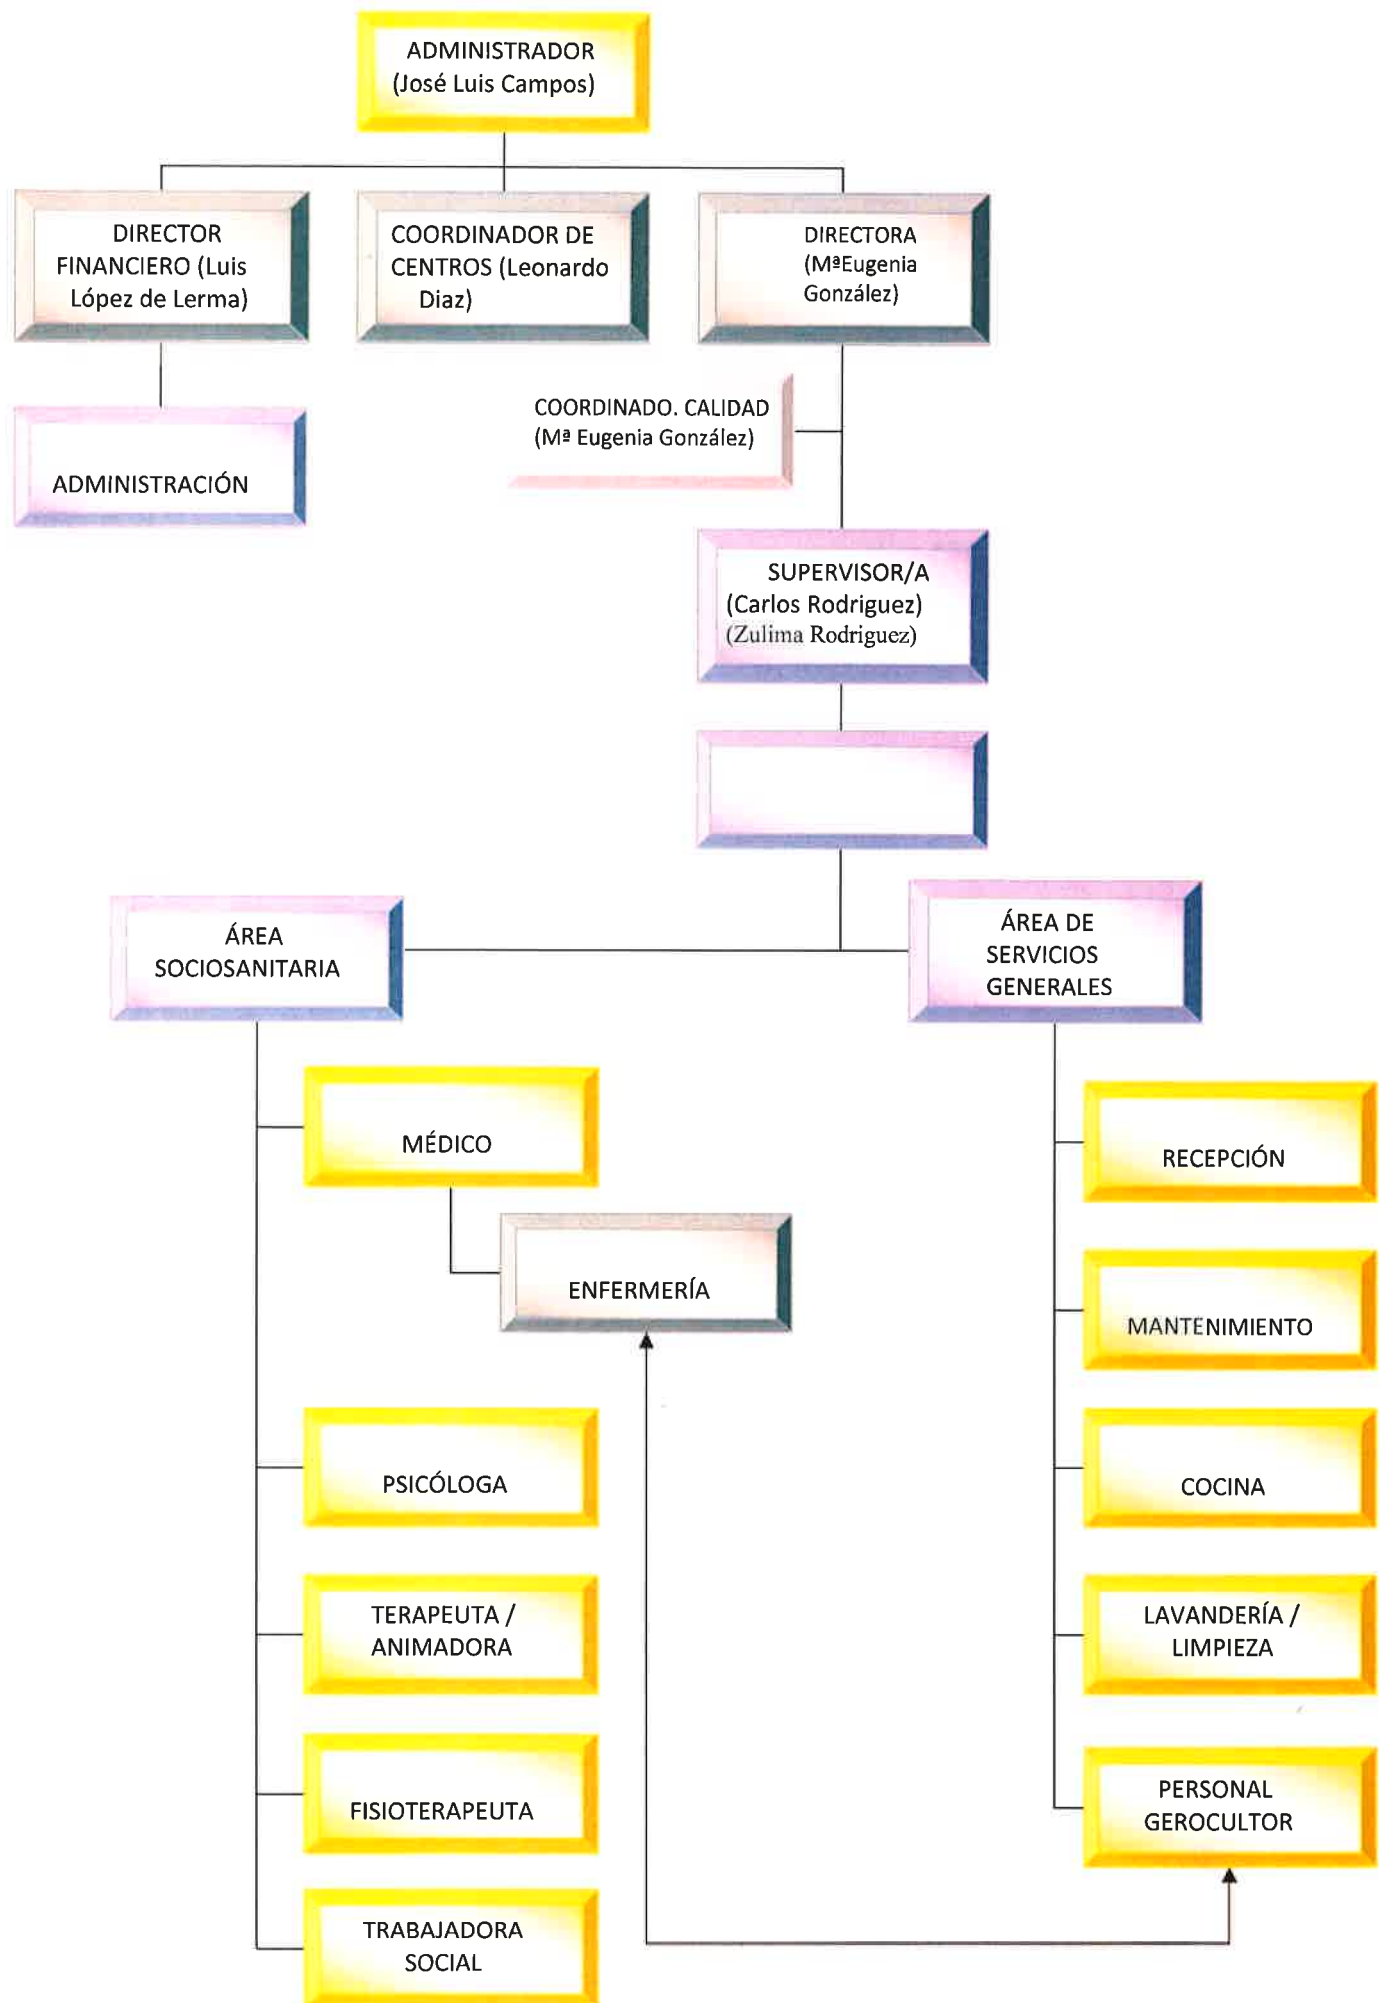 ADMINISTRADOR
(José Luis Campos)
DIRECTOR
FINANCIERO (Luis
López de Lerma)
COORDINADOR DE
CENTROS (Leonardo
Diaz)
DIRECTORA
(MªEugenia
González)
COORDINADO. CALIDAD
(Mª Eugenia González)
ADMINISTRACIÓN
SUPERVISOR/A
(Carlos Rodriguez)
(Zulima Rodriguez)
ÁREA
SOCIOSANITARIA
ÁREA DE
SERVICIOS
GENERALES
MÉDICO
ENFERMERÍA
PSICÓLOGA
TERAPEUTA /
ANIMADORA
FISIOTERAPEUTA
TRABAJADORA
SOCIAL
RECEPCIÓN
MANTENIMIENTO
COCINA
LAVANDERÍA /
LIMPIEZA
PERSONAL
GEROCULTOR